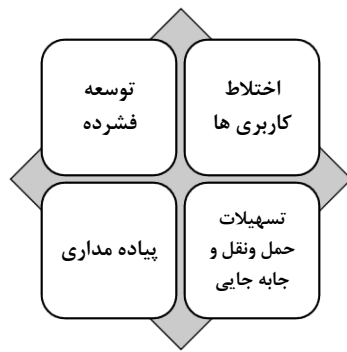 اختلاط
کاربری ها
توسعه
فشرده
تسهیلات
حمل ونقل و
جابه جایی
پیاده مداری